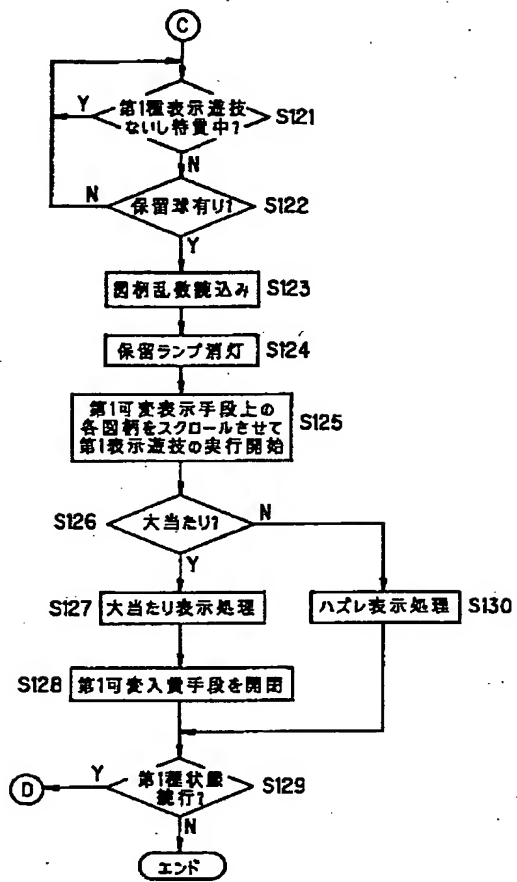 C
第1種表示遊技
ないし特賞中?
S121
Y
N
保留球有り?
S122
N
Y
図柄乱数読込み
S123
保留ランプ消灯
S124
第1可変表示手段上の
各図柄をスクロールさせて
第1表示遊技の実行開始
S125
S126
大当たり?
N
Y
S127
大当たり表示処理
ハズレ表示処理
S130
S128
第1可変入賞手段を開閉
Y
第1種状態
続行?
S129
D
N
エンド